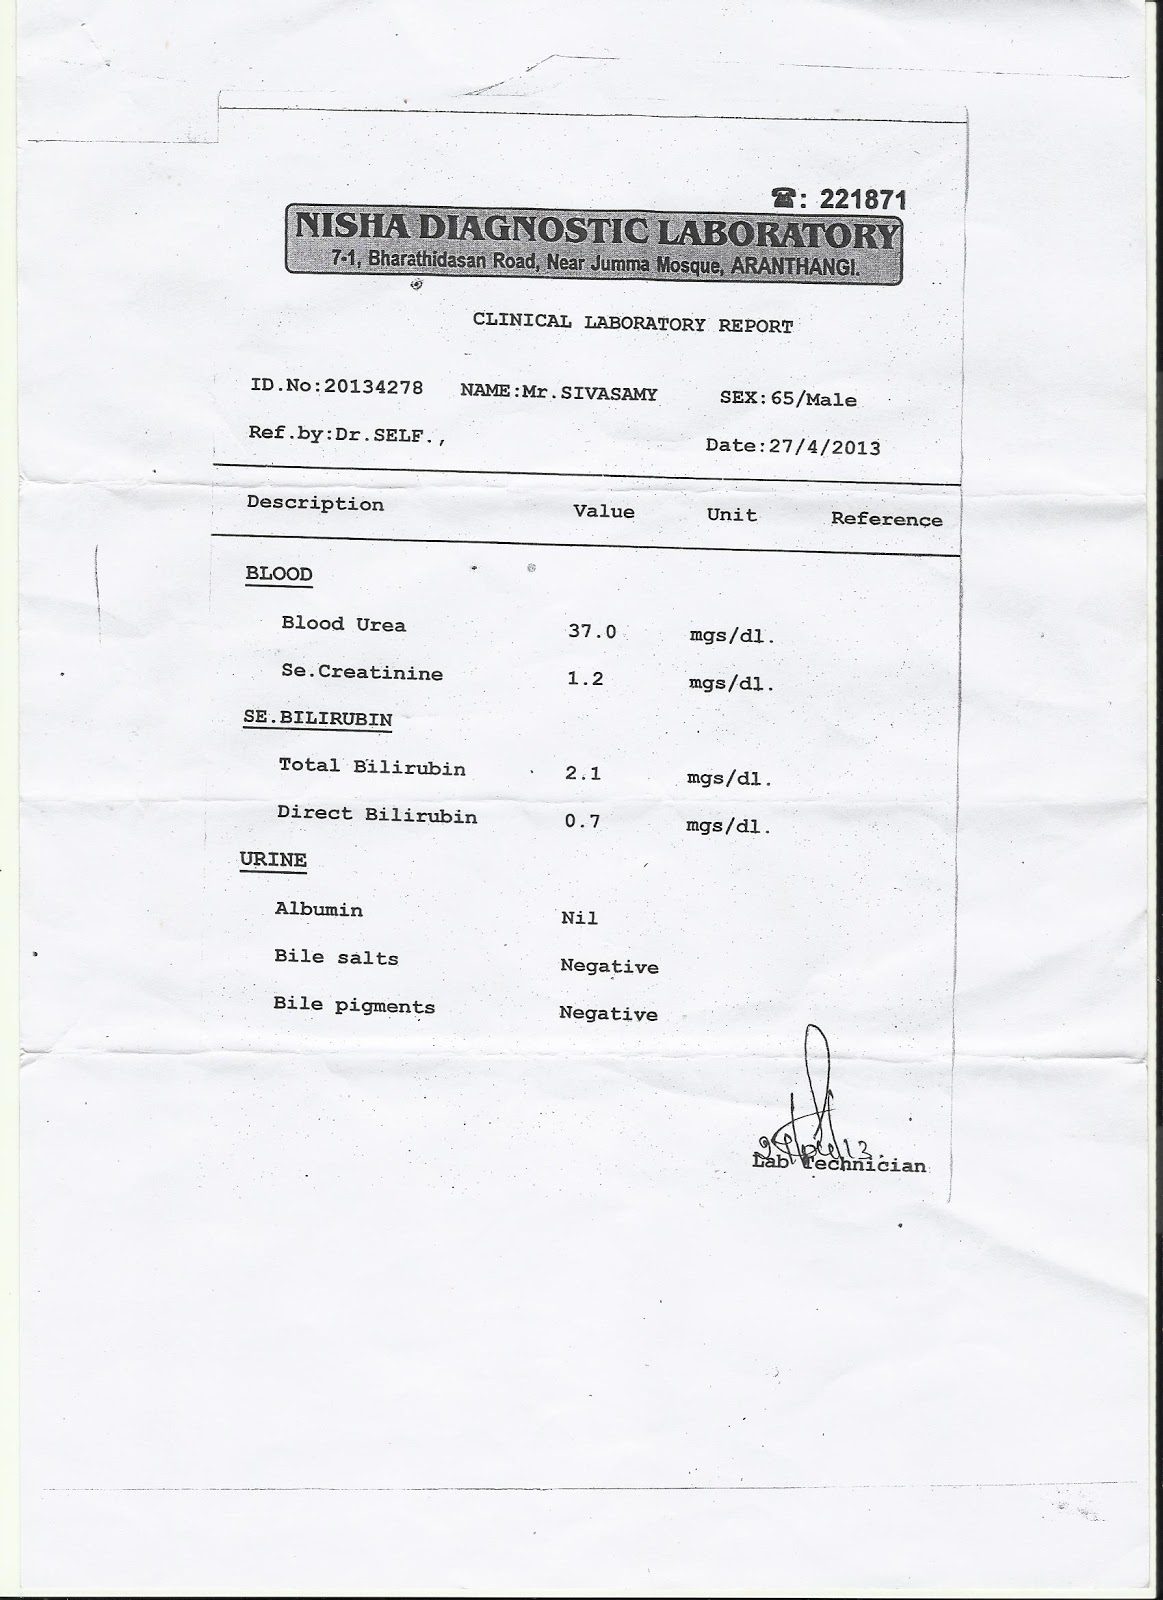 ☎: 221871
NISHA DIAGNOSTIC LABORATORY
7-1, Bharathidasan Road, Near Jumma Mosque, ARANTHANGI.
CLINICAL LABORATORY REPORT
ID.No:20134278 NAME:Mr.SIVASAMY SEX:65/Male
Ref.by:Dr.SELF., Date:27/4/2013
Description Value Unit Reference
BLOOD
Blood Urea 37.0 mgs/dl.
Se.Creatinine 1.2 mgs/dl.
SE.BILIRUBIN
Total Bilirubin 2.1 mgs/dl.
Direct Bilirubin 0.7 mgs/dl.
URINE
Albumin Nil
Bile salts Negative
Bile pigments Negative
Lab Technician